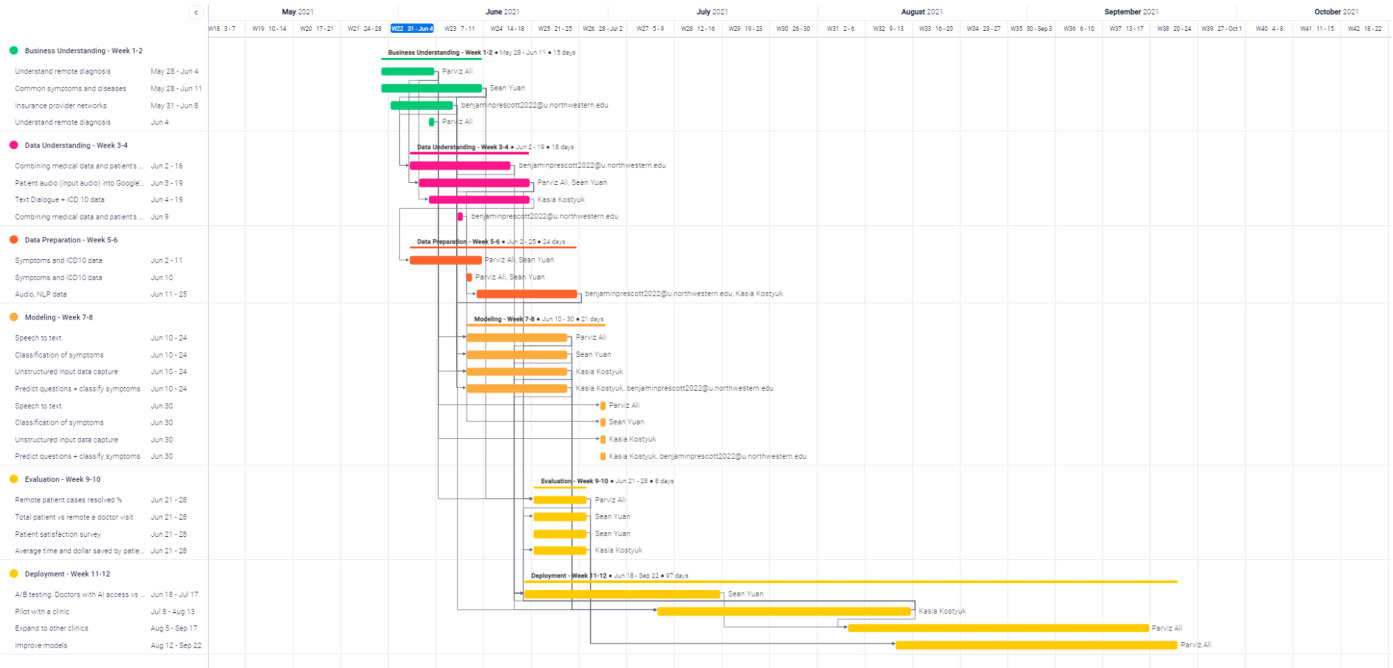 May 2021 June 2021 July 2021 August 2021 September 2021 October 2021
W18 3-7 W19 10-14 W20 17-21 W21 24-28 W22 31-Jun 4 W23 7-11 W24 14-18 W25 21-25 W26 28-Jul 2 W27 5-9 W28 12-16 W29 19-23 W30 26-30 W31 2-6 W32 9-13 W33 16-20 W34 23-27 W35 30-Sep 3 W36 6-10 W37 13-17 W38 20-24 W39 27-Oct 1 W40 4-8 W41 11-15 W42 18-22
Business Understanding - Week 1-2 Business Understanding - Week 1-2 • May 28 - Jun 11 • 15 days
Understand remote diagnosis May 28 - Jun 4 Parviz Ali
Common symptoms and diseases May 28 - Jun 11 Sean Yuan
Insurance provider networks May 31 - Jun 8 benjaminprescott2022@u.northwestern.edu
Understand remote diagnosis Jun 4 Parviz Ali
Data Understanding - Week 3-4 Data Understanding - Week 3-4 • Jun 2 - 19 • 18 days
Combining medical data and patient's ... Jun 2 - 16 benjaminprescott2022@u.northwestern.edu
Patient audio (input audio) into Google'... Jun 3 - 19 Parviz Ali, Sean Yuan
Text Dialogue + ICD 10 data Jun 4 - 19 Kasia Kostyuk
Combining medical data and patient's ... Jun 9 benjaminprescott2022@u.northwestern.edu
Data Preparation - Week 5-6 Data Preparation - Week 5-6 • Jun 2 - 25 • 24 days
Symptoms and ICD10 data Jun 2 - 11 Parviz Ali, Sean Yuan
Symptoms and ICD10 data Jun 10 Parviz Ali, Sean Yuan
Audio, NLP data Jun 11 - 25 benjaminprescott2022@u.northwestern.edu, Kasia Kostyuk
Modeling - Week 7-8 Modeling - Week 7-8 • Jun 10 - 30 • 21 days
Speech to text Jun 10 - 24 Parviz Ali
Classification of symptoms Jun 10 - 24 Sean Yuan
Unstructured input data capture Jun 10 - 24 Kasia Kostyuk
Predict questions + classify symptoms Jun 10 - 24 Kasia Kostyuk, benjaminprescott2022@u.northwestern.edu
Speech to text Jun 30 Parviz Ali
Classification of symptoms Jun 30 Sean Yuan
Unstructured input data capture Jun 30 Kasia Kostyuk
Predict questions + classify symptoms Jun 30 Kasia Kostyuk, benjaminprescott2022@u.northwestern.edu
Evaluation - Week 9-10 Evaluation - Week 9-10 • Jun 21 - 28 • 8 days
Remote patient cases resolved % Jun 21 - 28 Parviz Ali
Total patient vs remote a doctor visit Jun 21 - 28 Sean Yuan
Patient satisfaction survey Jun 21 - 28 Sean Yuan
Average time and dollar saved by patie... Jun 21 - 28 Kasia Kostyuk
Deployment - Week 11-12 Deployment - Week 11-12 • Jun 18 - Sep 22 • 97 days
A/B testing. Doctors with AI access vs ... Jun 18 - Jul 17 Sean Yuan
Pilot with a clinic Jul 8 - Aug 13 Kasia Kostyuk
Expand to other clinics Aug 5 - Sep 17 Parviz Ali
Improve models Aug 12 - Sep 22 Parviz Ali